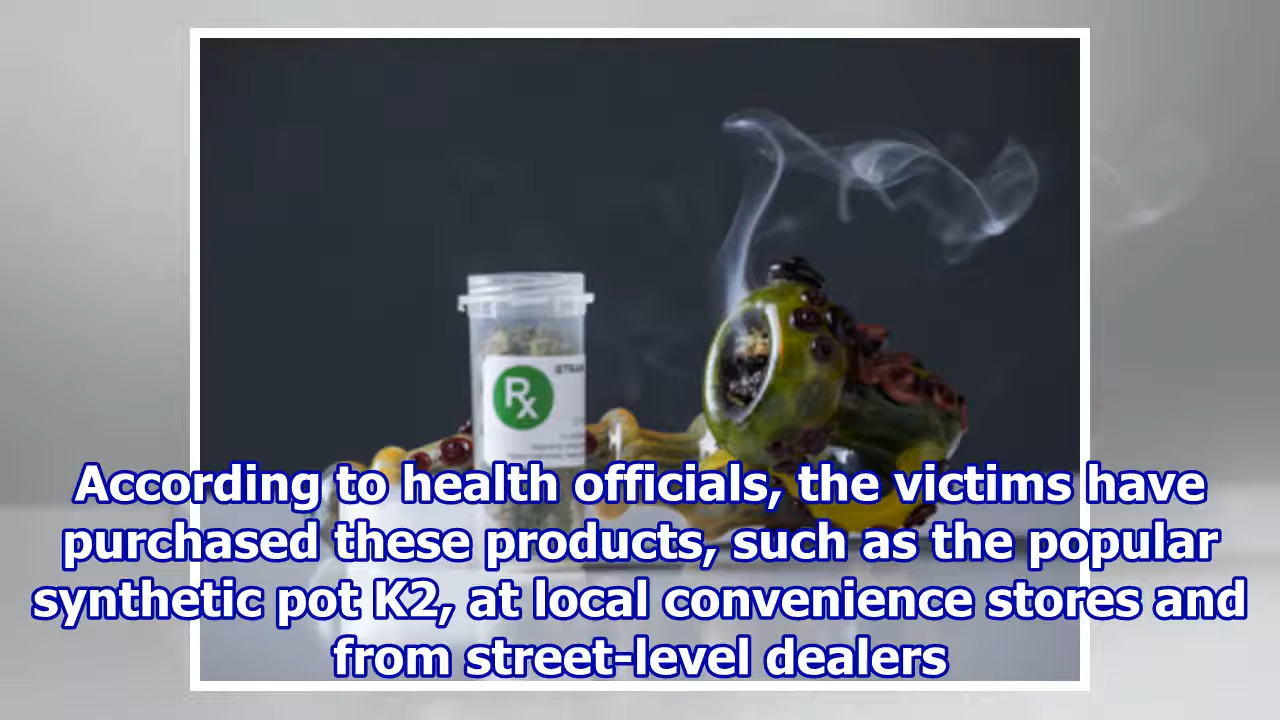 Rx
According to health officials, the victims have
purchased these products, such as the popular
synthetic pot K2, at local convenience stores and
from street-level dealers